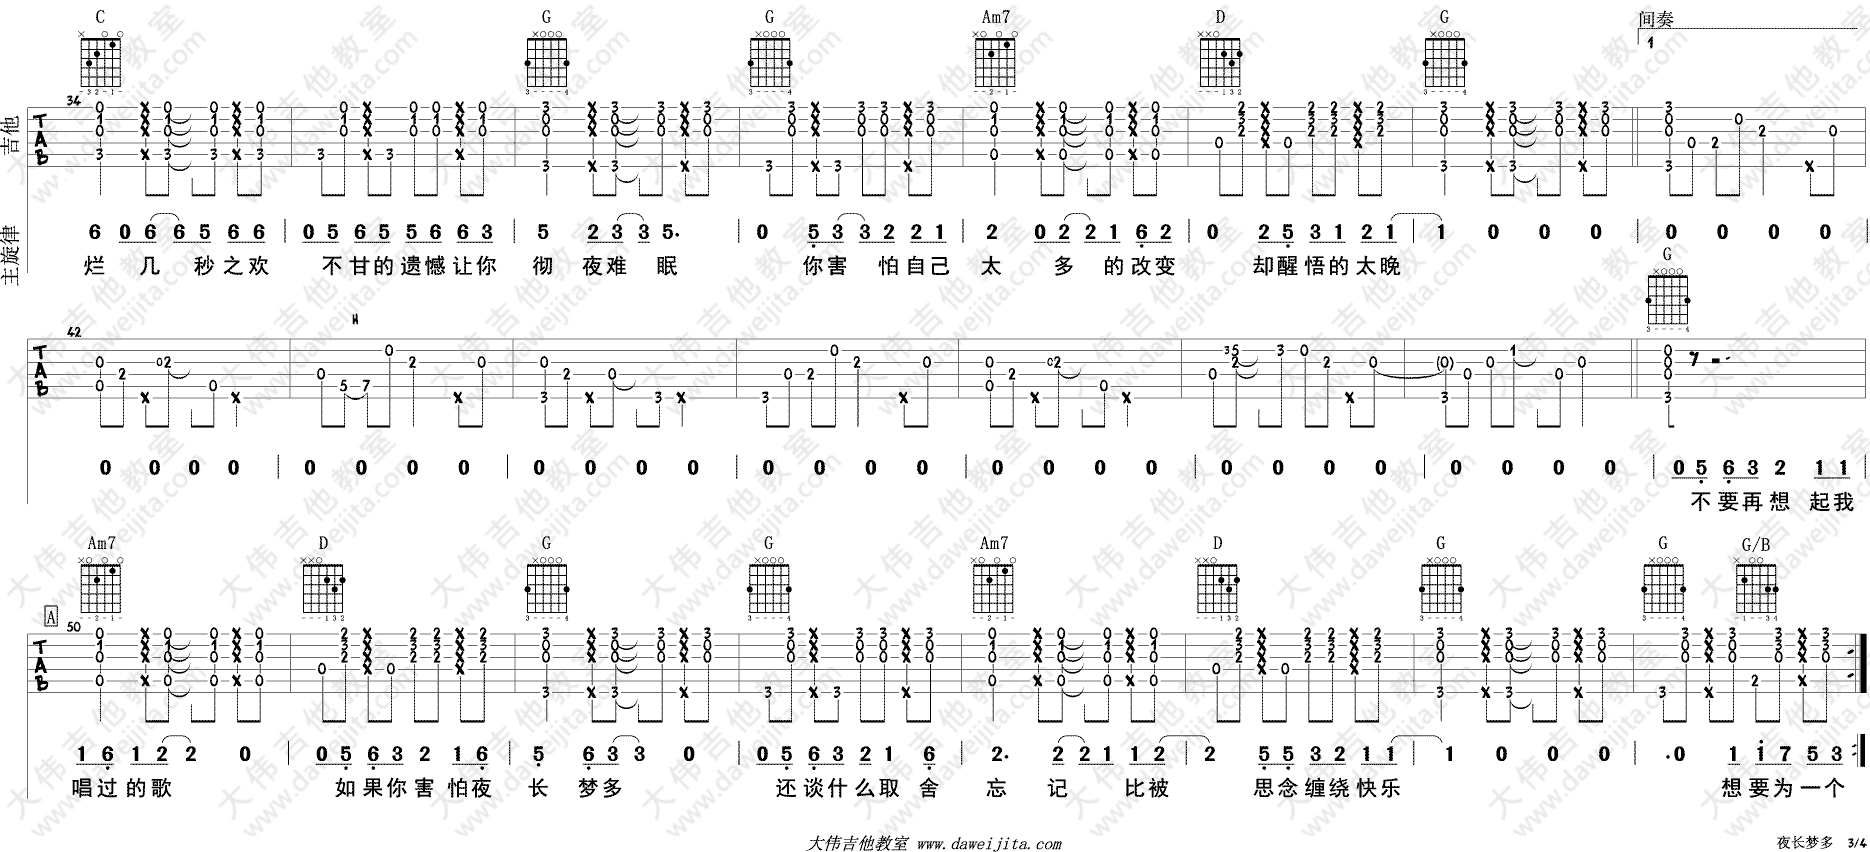 C G G Am7 D G 间奏
1
34
吉他 TAB
主旋律 6 0 6 6 5 6 6 | 0 5 6 5 5 6 6 3 | 5 2 3 3 5. | 0 5 3 3 2 2 1 | 2 0 2 2 1 6 2 | 0 2 5 3 1 2 1 | 1 0 0 0 | 0 0 0 0
烂 几 秒之欢 不甘的遗憾让你 彻 夜难 眠 你害 怕自己 太 多 的改变 却醒悟的太晚
G
42 H
TAB
0 0 0 0 | 0 0 0 0 | 0 0 0 0 | 0 0 0 0 | 0 0 0 0 | 0 0 0 0 | 0 0 0 0 | 0 5 6 3 2 1 1
不要再想 起我
Am7 D G G Am7 D G G G/B
A
50
TAB
1 6 1 2 2 0 | 0 5 6 3 2 1 6 | 5 6 3 3 0 | 0 5 6 3 2 1 6 | 2. 2 2 1 1 2 | 2 5 5 3 2 1 1 | 1 0 0 0 | .0 1 1 7 5 3
唱过的歌 如果你害怕夜 长 梦多 还谈什么取 舍 忘 记 比被 思念缠绕快乐 想要为一个
大伟吉他教室 www.daweijita.com
夜长梦多 3/4